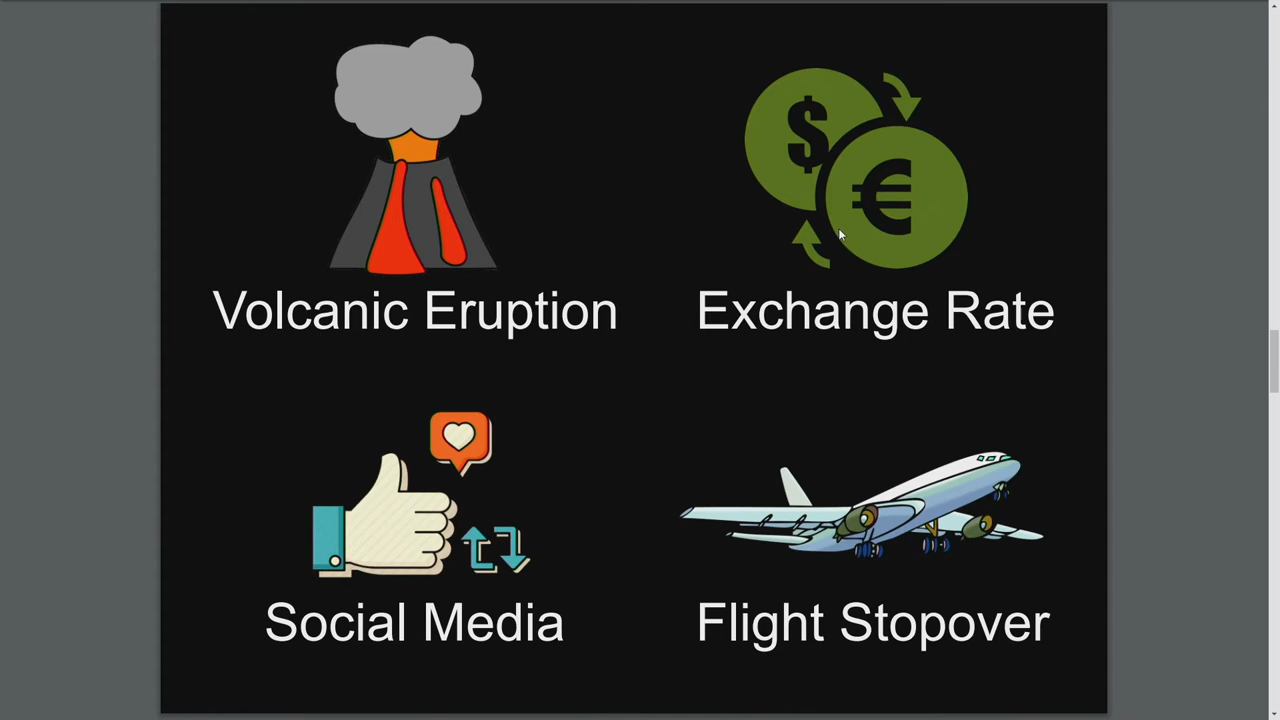 $
€
Volcanic Eruption
Exchange Rate
Social Media
Flight Stopover